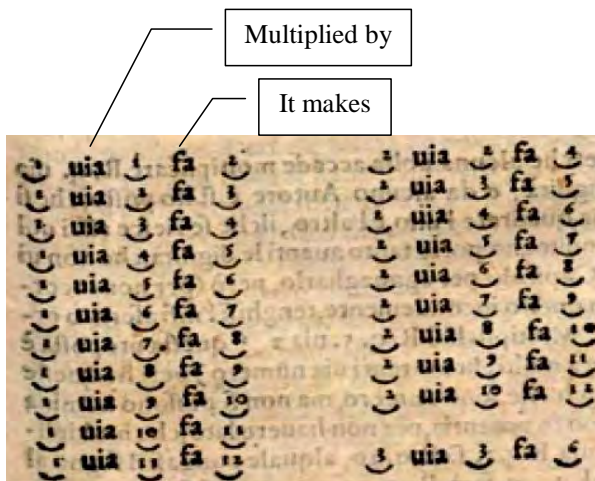 Multiplied by
It makes
1 uia 1 fa 2
1 uia 2 fa 3
1 uia 3 fa 4
1 uia 4 fa 5
1 uia 5 fa 6
1 uia 6 fa 7
1 uia 7. fa 8
1 uia 8 fa 9
1 uia 9 fa 10
1 uia 10 fa 11
1 uia 11 fa 12
2 uia 2 fa 4
2 uia 3 fa 5
2 uia 4 fa 6
2 uia 5 fa 7
2 uia 6 fa 8
2 uia 7 fa 9
2 uia 8 fa 10
2 uia 9 fa 11
2 uia 10 fa 12
3 uia 3 fa 6